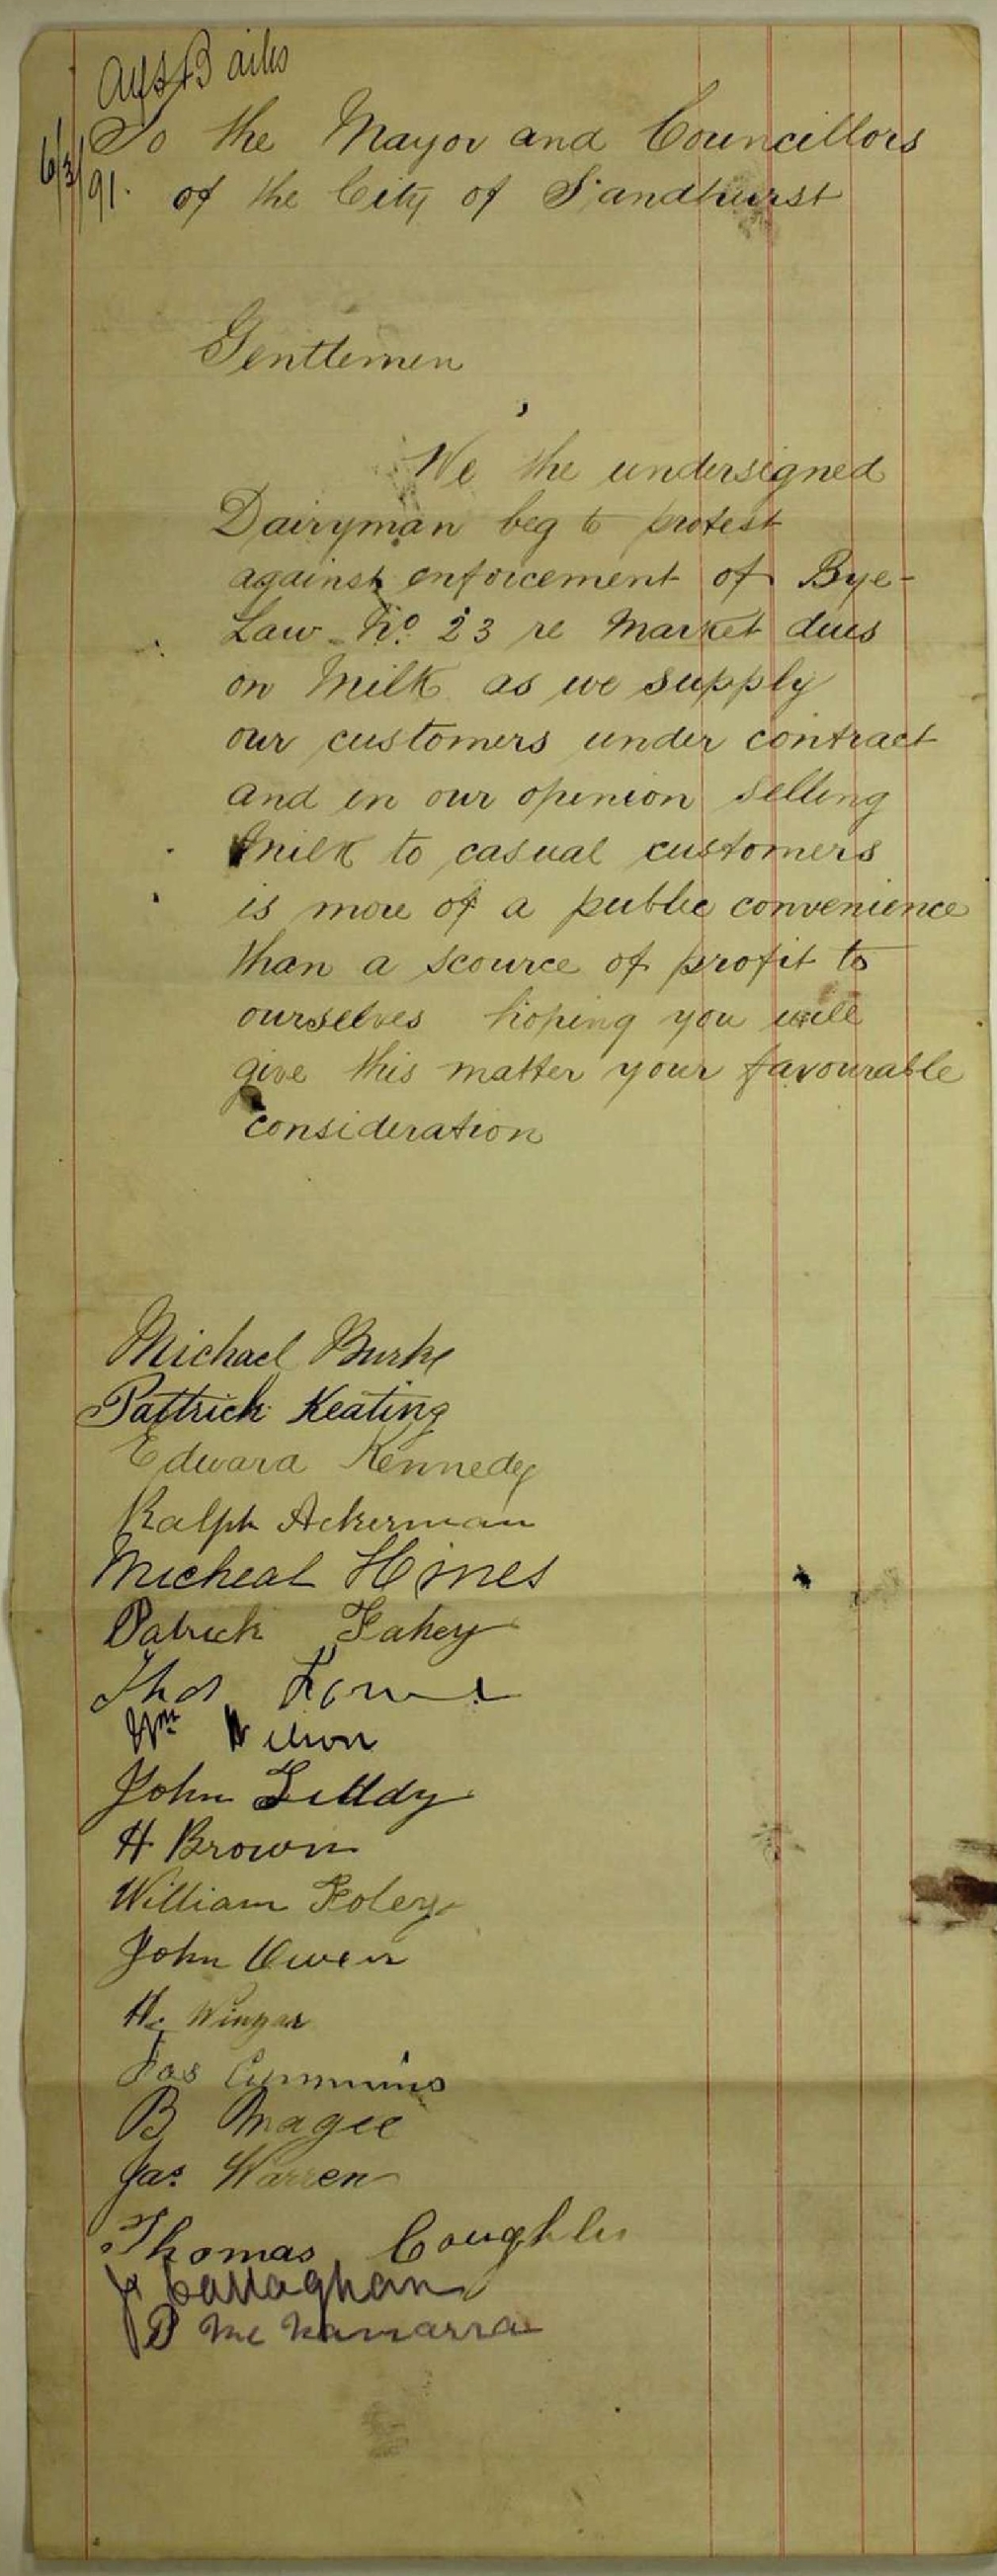 6/3/91.
To the Mayor and Councillors
of the City of Sandhurst
Gentlemen
We the undersigned
Dairyman beg to protest
against enforcement of Bye-
Law No. 23 re Market dues
on Milk as we supply
our customers under contract
and in our opinion selling
Milk to casual customers
is more of a public convenience
than a scource of profit to
ourselves hoping you will
give this matter your favourable
consideration
Michael Burke
Pattrick Keating
Edward Kennedy
Ralph Ackerman
Micheal Hines
Patrick Fahey
Thos
Wm Wilson
John Liddy
H Brown
William Foley
John Owen
H.
Jas Cummins
B Magee
Jas. Warren
Thomas Coughlin
J Callaghan
P McNamarra